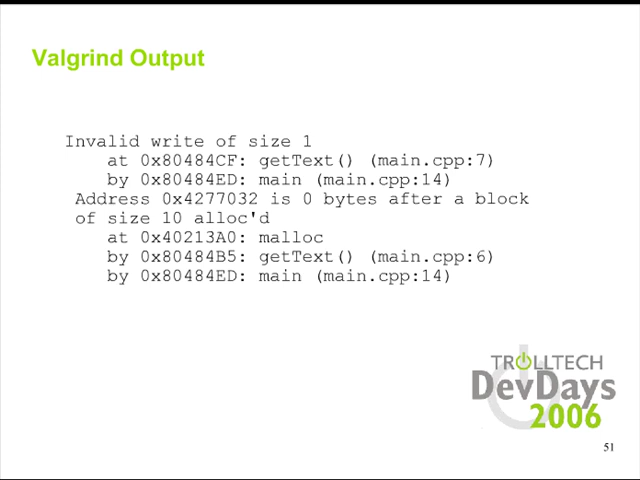 Valgrind Output
Invalid write of size 1
at 0x80484CF: getText() (main.cpp:7)
by 0x80484ED: main (main.cpp:14)
Address 0x4277032 is 0 bytes after a block
of size 10 alloc'd
at 0x40213A0: malloc
by 0x80484B5: getText() (main.cpp:6)
by 0x80484ED: main (main.cpp:14)
TROLLTECH
DevDays
2006
51